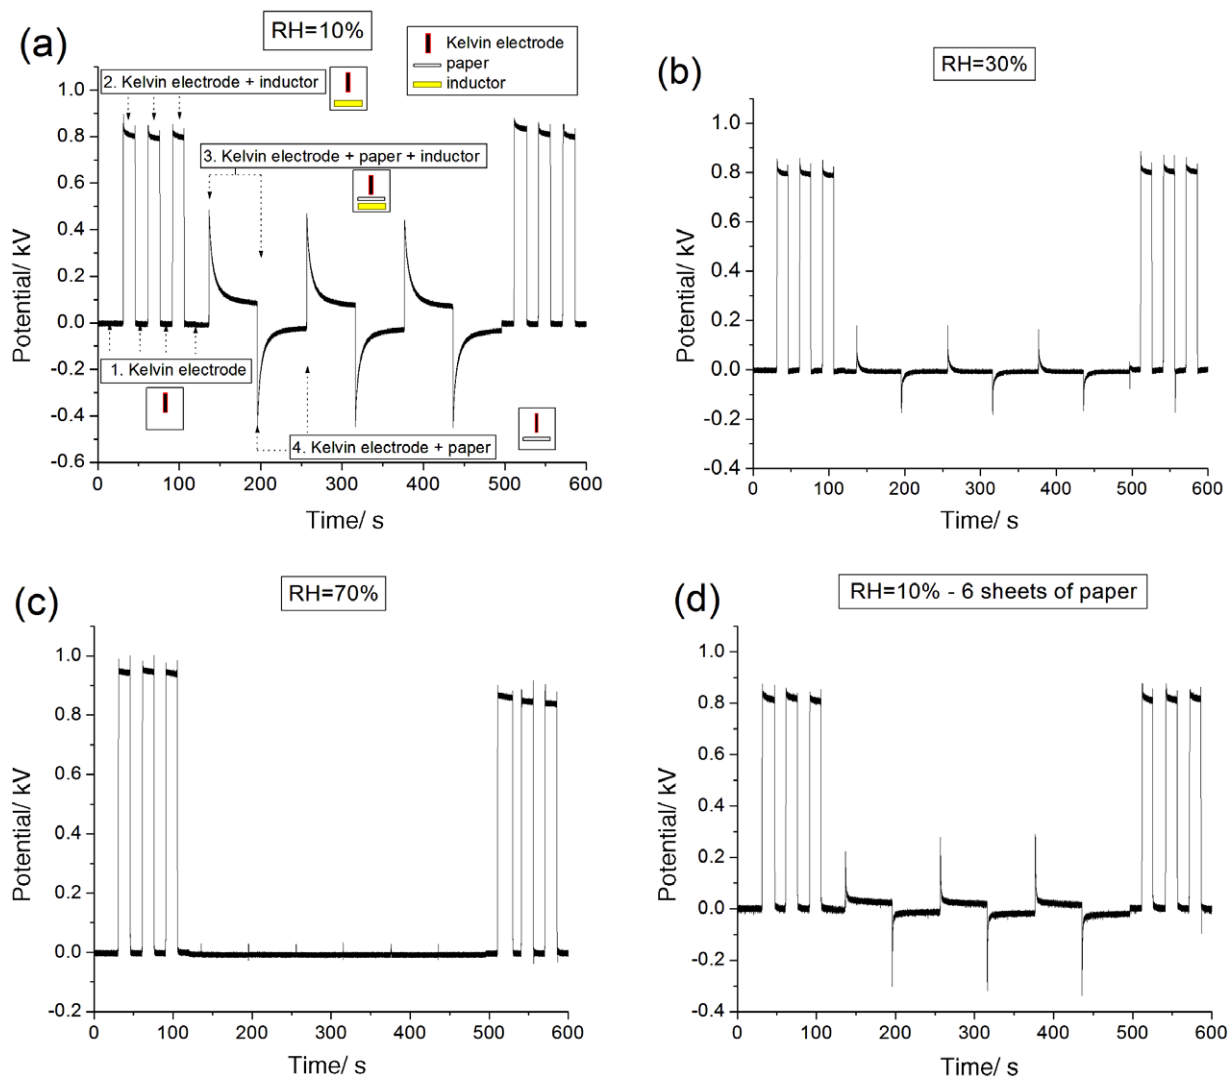 (a)
RH=10%
Kelvin electrode
paper
inductor
2. Kelvin electrode + inductor
3. Kelvin electrode + paper + inductor
1. Kelvin electrode
4. Kelvin electrode + paper
Potential/ kV
1.0
0.8
0.6
0.4
0.2
0.0
-0.2
-0.4
-0.6
0 100 200 300 400 500 600
Time/ s
(b)
RH=30%
Potential/ kV
1.0
0.8
0.6
0.4
0.2
0.0
-0.2
-0.4
0 100 200 300 400 500 600
Time/ s
(c)
RH=70%
Potential/ kV
1.0
0.8
0.6
0.4
0.2
0.0
-0.2
0 100 200 300 400 500 600
Time/ s
(d)
RH=10% - 6 sheets of paper
Potential/ kV
1.0
0.8
0.6
0.4
0.2
0.0
-0.2
-0.4
0 100 200 300 400 500 600
Time/ s